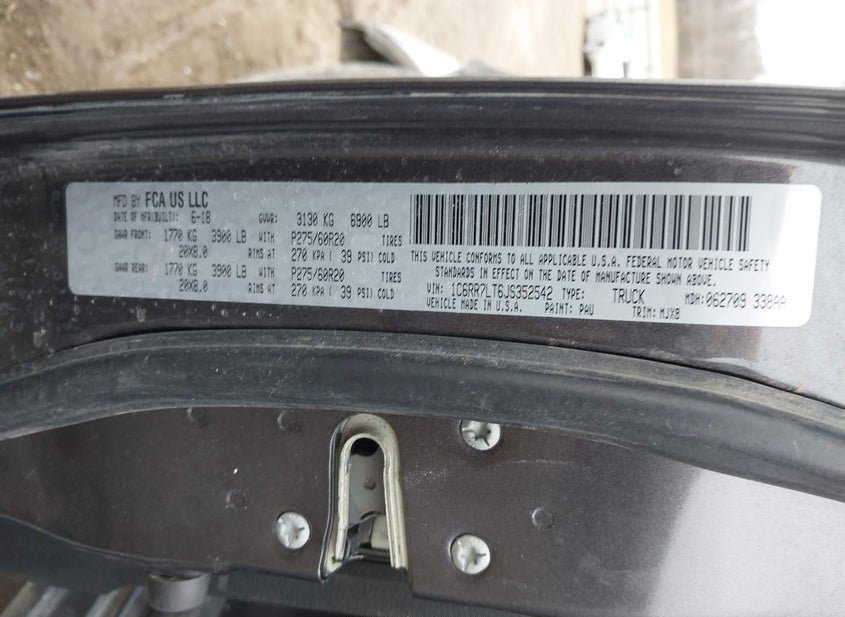 MFD BY FCA US LLC
DATE OF MFR(BUILT): 6-18 GVWR: 3130 KG 6900 LB
GAWR FRONT: 1770 KG 3900 LB WITH P275/60R20 TIRES
20X8.0 RIMS AT 270 KPA ( 39 PSI) COLD
GAWR REAR: 1770 KG 3900 LB WITH P275/60R20 TIRES
20X8.0 RIMS AT 270 KPA ( 39 PSI) COLD
THIS VEHICLE CONFORMS TO ALL APPLICABLE U.S.A. FEDERAL MOTOR VEHICLE SAFETY
STANDARDS IN EFFECT ON THE DATE OF MANUFACTURE SHOWN ABOVE.
VIN: 1C6RR7LT6JS352542 TYPE: TRUCK MDH:062709 338AA
VEHICLE MADE IN U.S.A. PAINT: PAU TRIM: MJX8